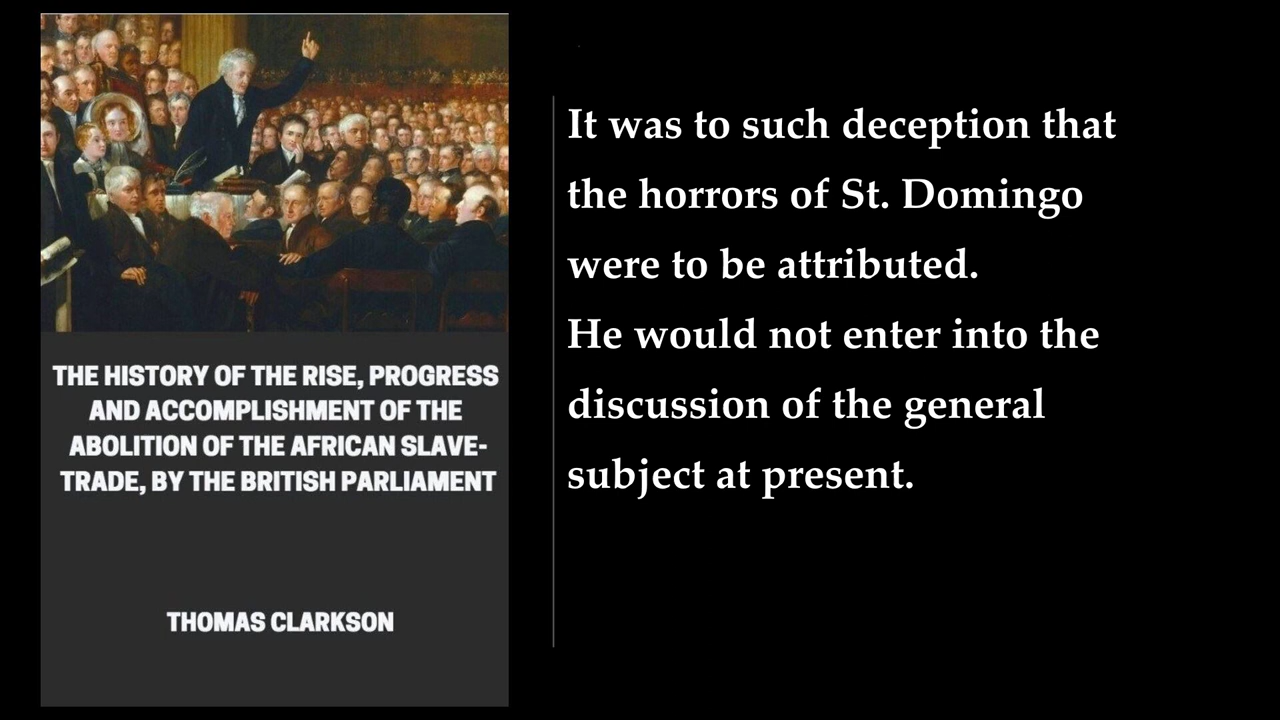 THE HISTORY OF THE RISE, PROGRESS
AND ACCOMPLISHMENT OF THE
ABOLITION OF THE AFRICAN SLAVE-
TRADE, BY THE BRITISH PARLIAMENT
THOMAS CLARKSON
It was to such deception that
the horrors of St. Domingo
were to be attributed.
He would not enter into the
discussion of the general
subject at present.